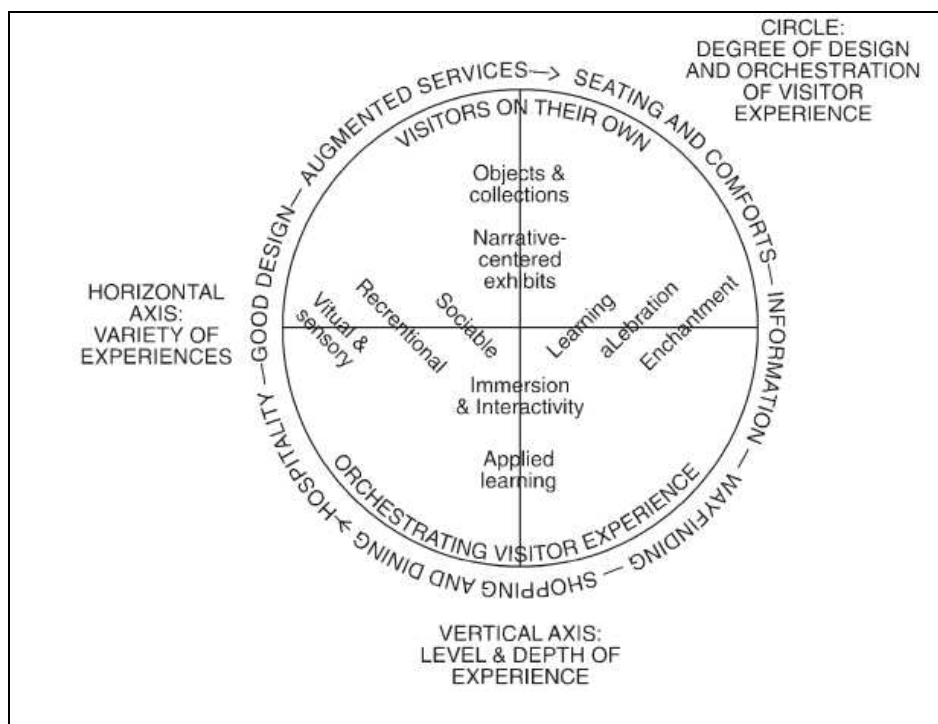 CIRCLE:
DEGREE OF DESIGN
AND ORCHESTRATION
OF VISITOR
EXPERIENCE
GOOD DESIGN— AUGMENTED SERVICES—> SEATING AND COMFORTS— INFORMATION — WAYFINDING — SHOPPING AND DINING —> HOSPITALITY —
VISITORS ON THEIR OWN
Objects &
collections
Narrative-
centered
exhibits
HORIZONTAL
AXIS:
VARIETY OF
EXPERIENCES
Vitual &
sensory
Recrentional
Sociable
Learning
aLebration
Enchantment
Immersion
& Interactivity
Applied
learning
ORCHESTRATING VISITOR EXPERIENCE
VERTICAL AXIS:
LEVEL & DEPTH OF
EXPERIENCE